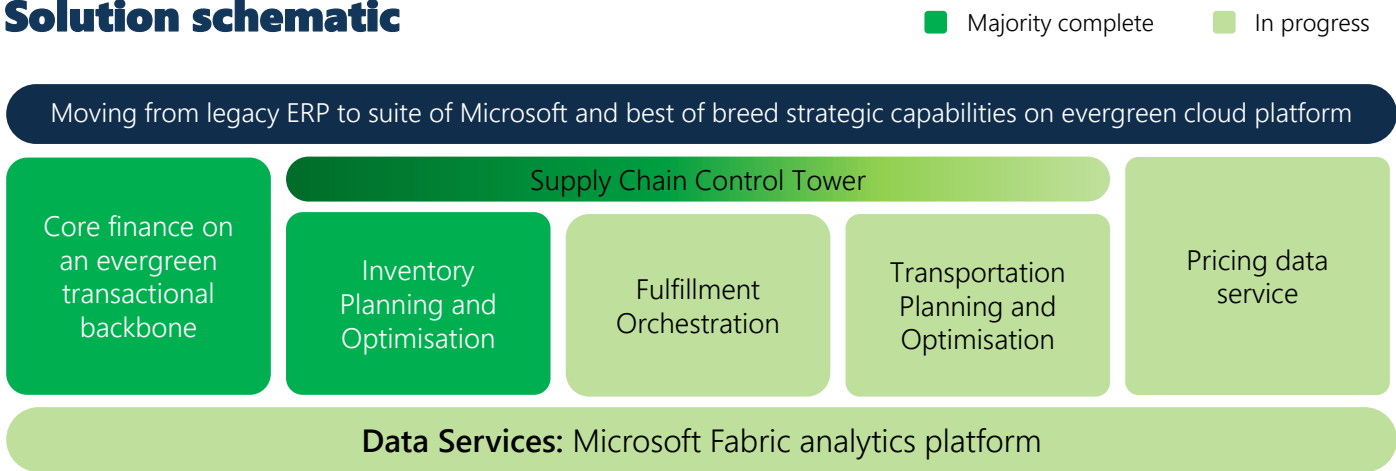 Solution schematic
Majority complete
In progress
Moving from legacy ERP to suite of Microsoft and best of breed strategic capabilities on evergreen cloud platform
Core finance on
an evergreen
transactional
backbone
Supply Chain Control Tower
Inventory
Planning and
Optimisation
Fulfillment
Orchestration
Transportation
Planning and
Optimisation
Pricing data
service
Data Services: Microsoft Fabric analytics platform